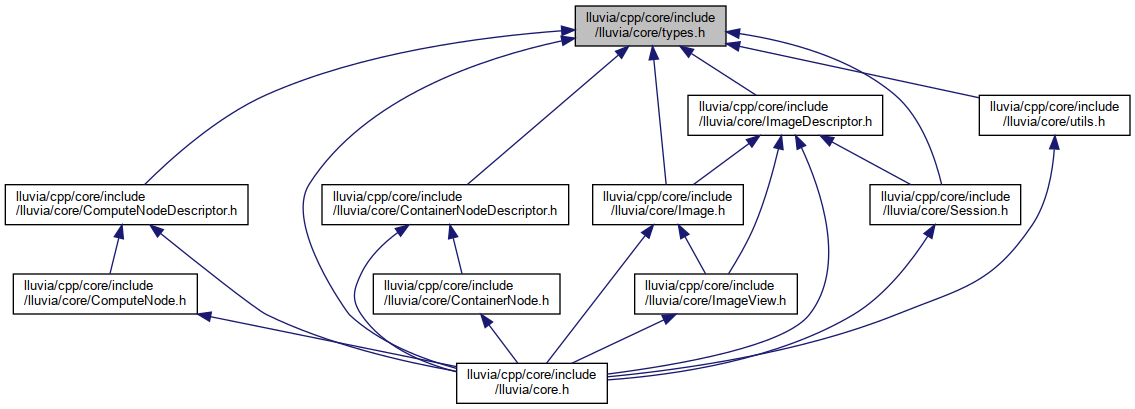 lluvia/cpp/core/include
/lluvia/core/types.h
lluvia/cpp/core/include
/lluvia/core/ImageDescriptor.h
lluvia/cpp/core/include
/lluvia/core/utils.h
lluvia/cpp/core/include
/lluvia/core/ComputeNodeDescriptor.h
lluvia/cpp/core/include
/lluvia/core/ContainerNodeDescriptor.h
lluvia/cpp/core/include
/lluvia/core/Image.h
lluvia/cpp/core/include
/lluvia/core/Session.h
lluvia/cpp/core/include
/lluvia/core/ComputeNode.h
lluvia/cpp/core/include
/lluvia/core/ContainerNode.h
lluvia/cpp/core/include
/lluvia/core/ImageView.h
lluvia/cpp/core/include
/lluvia/core.h